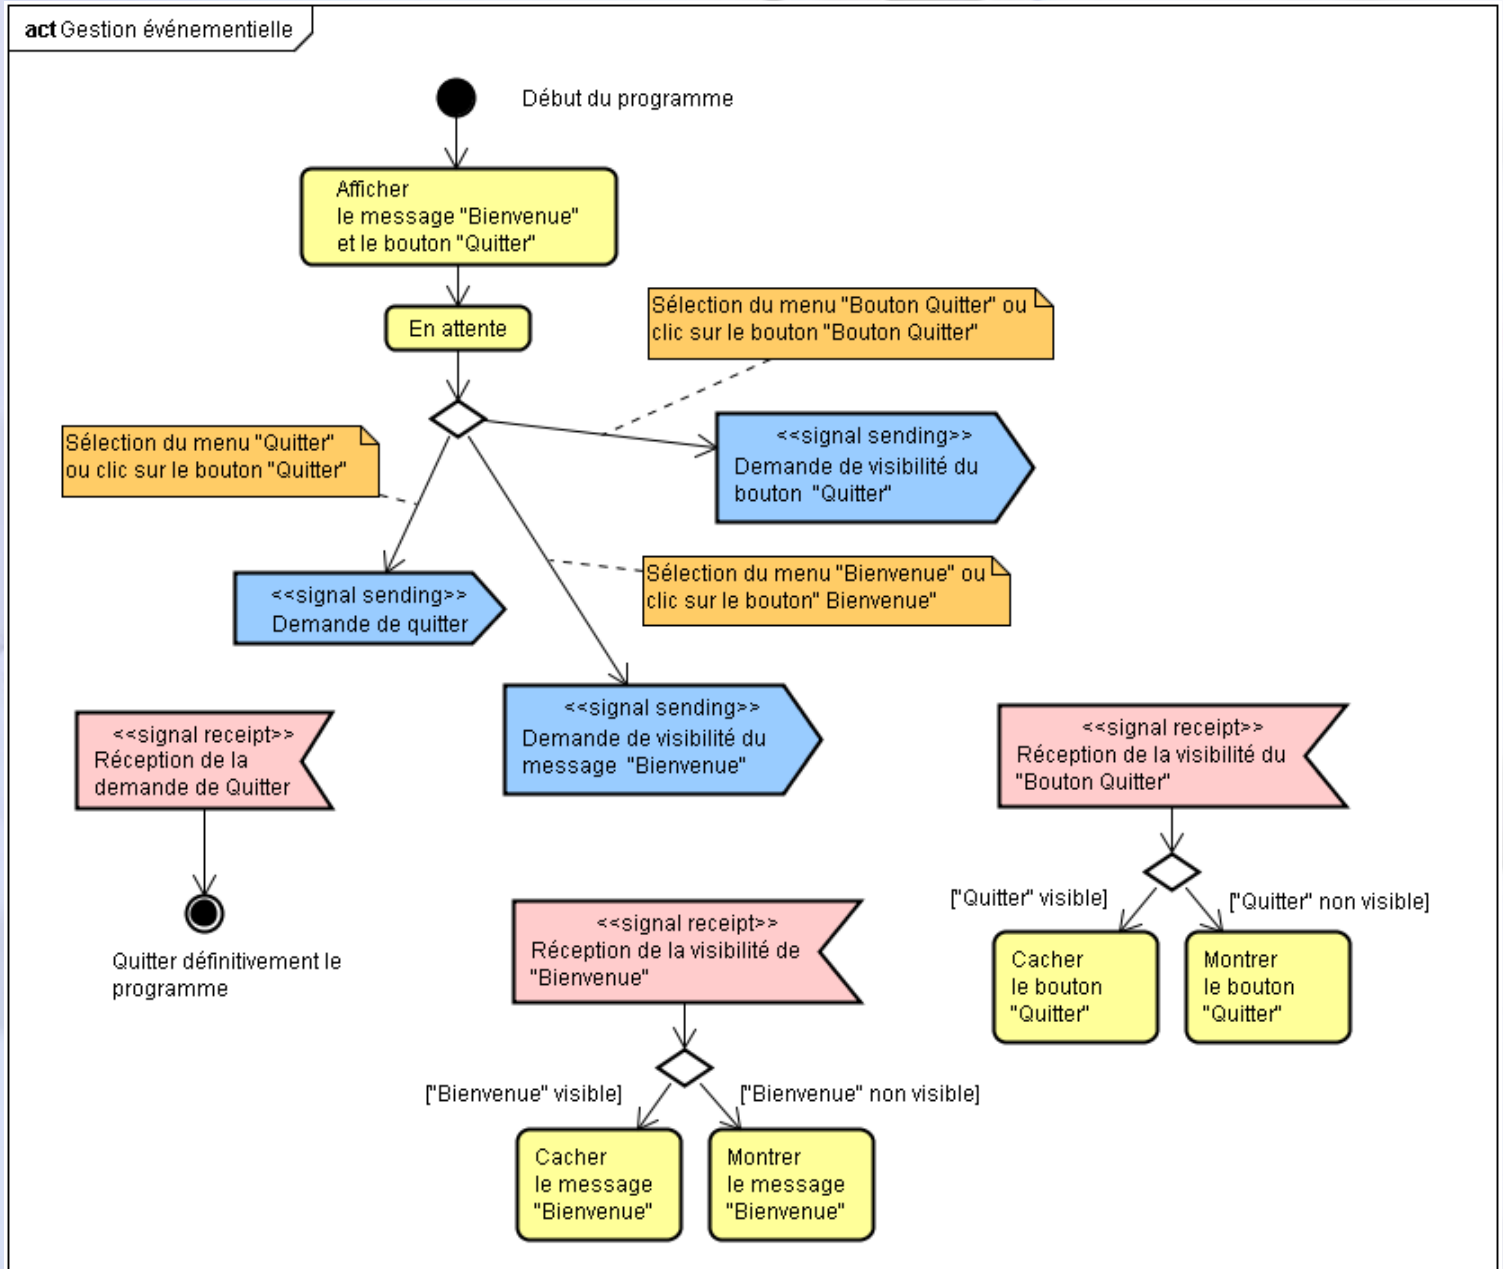 act Gestion événementielle
Début du programme
Afficher
le message "Bienvenue"
et le bouton "Quitter"
En attente
Sélection du menu "Bouton Quitter" ou
clic sur le bouton "Bouton Quitter"
Sélection du menu "Quitter"
ou clic sur le bouton "Quitter"
<<signal sending>>
Demande de visibilité du
bouton "Quitter"
<<signal sending>>
Demande de quitter
Sélection du menu "Bienvenue" ou
clic sur le bouton" Bienvenue"
<<signal sending>>
Demande de visibilité du
message "Bienvenue"
<<signal receipt>>
Réception de la
demande de Quitter
Quitter définitivement le
programme
<<signal receipt>>
Réception de la visibilité du
"Bouton Quitter"
["Quitter" visible]
["Quitter" non visible]
Cacher
le bouton
"Quitter"
Montrer
le bouton
"Quitter"
<<signal receipt>>
Réception de la visibilité de
"Bienvenue"
["Bienvenue" visible]
["Bienvenue" non visible]
Cacher
le message
"Bienvenue"
Montrer
le message
"Bienvenue"